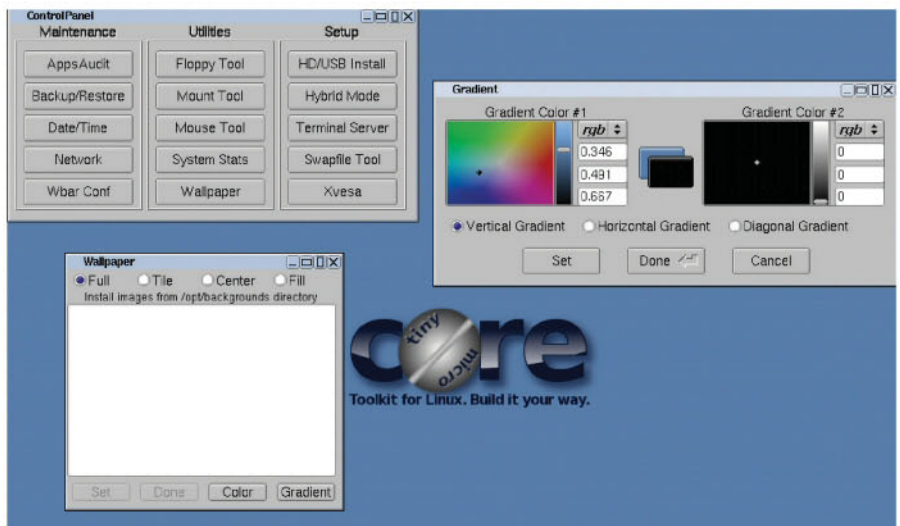 ControlPanel
Maintenance Utilities Setup
AppsAudit Floppy Tool HD/USB Install
Backup/Restore Mount Tool Hybrid Mode
Date/Time Mouse Tool Terminal Server
Network System Stats Swapfile Tool
Wbar Conf Wallpaper Xvesa
Gradient
Gradient Color #1 Gradient Color #2
rgb rgb
0.346 0
0.491 0
0.667 0
Vertical Gradient Horizontal Gradient Diagonal Gradient
Set Done Cancel
Wallpaper
Full Tile Center Fill
Install images from /opt/backgrounds directory
Set Done Color Gradient
core
tiny
micro
Toolkit for Linux. Build it your way.